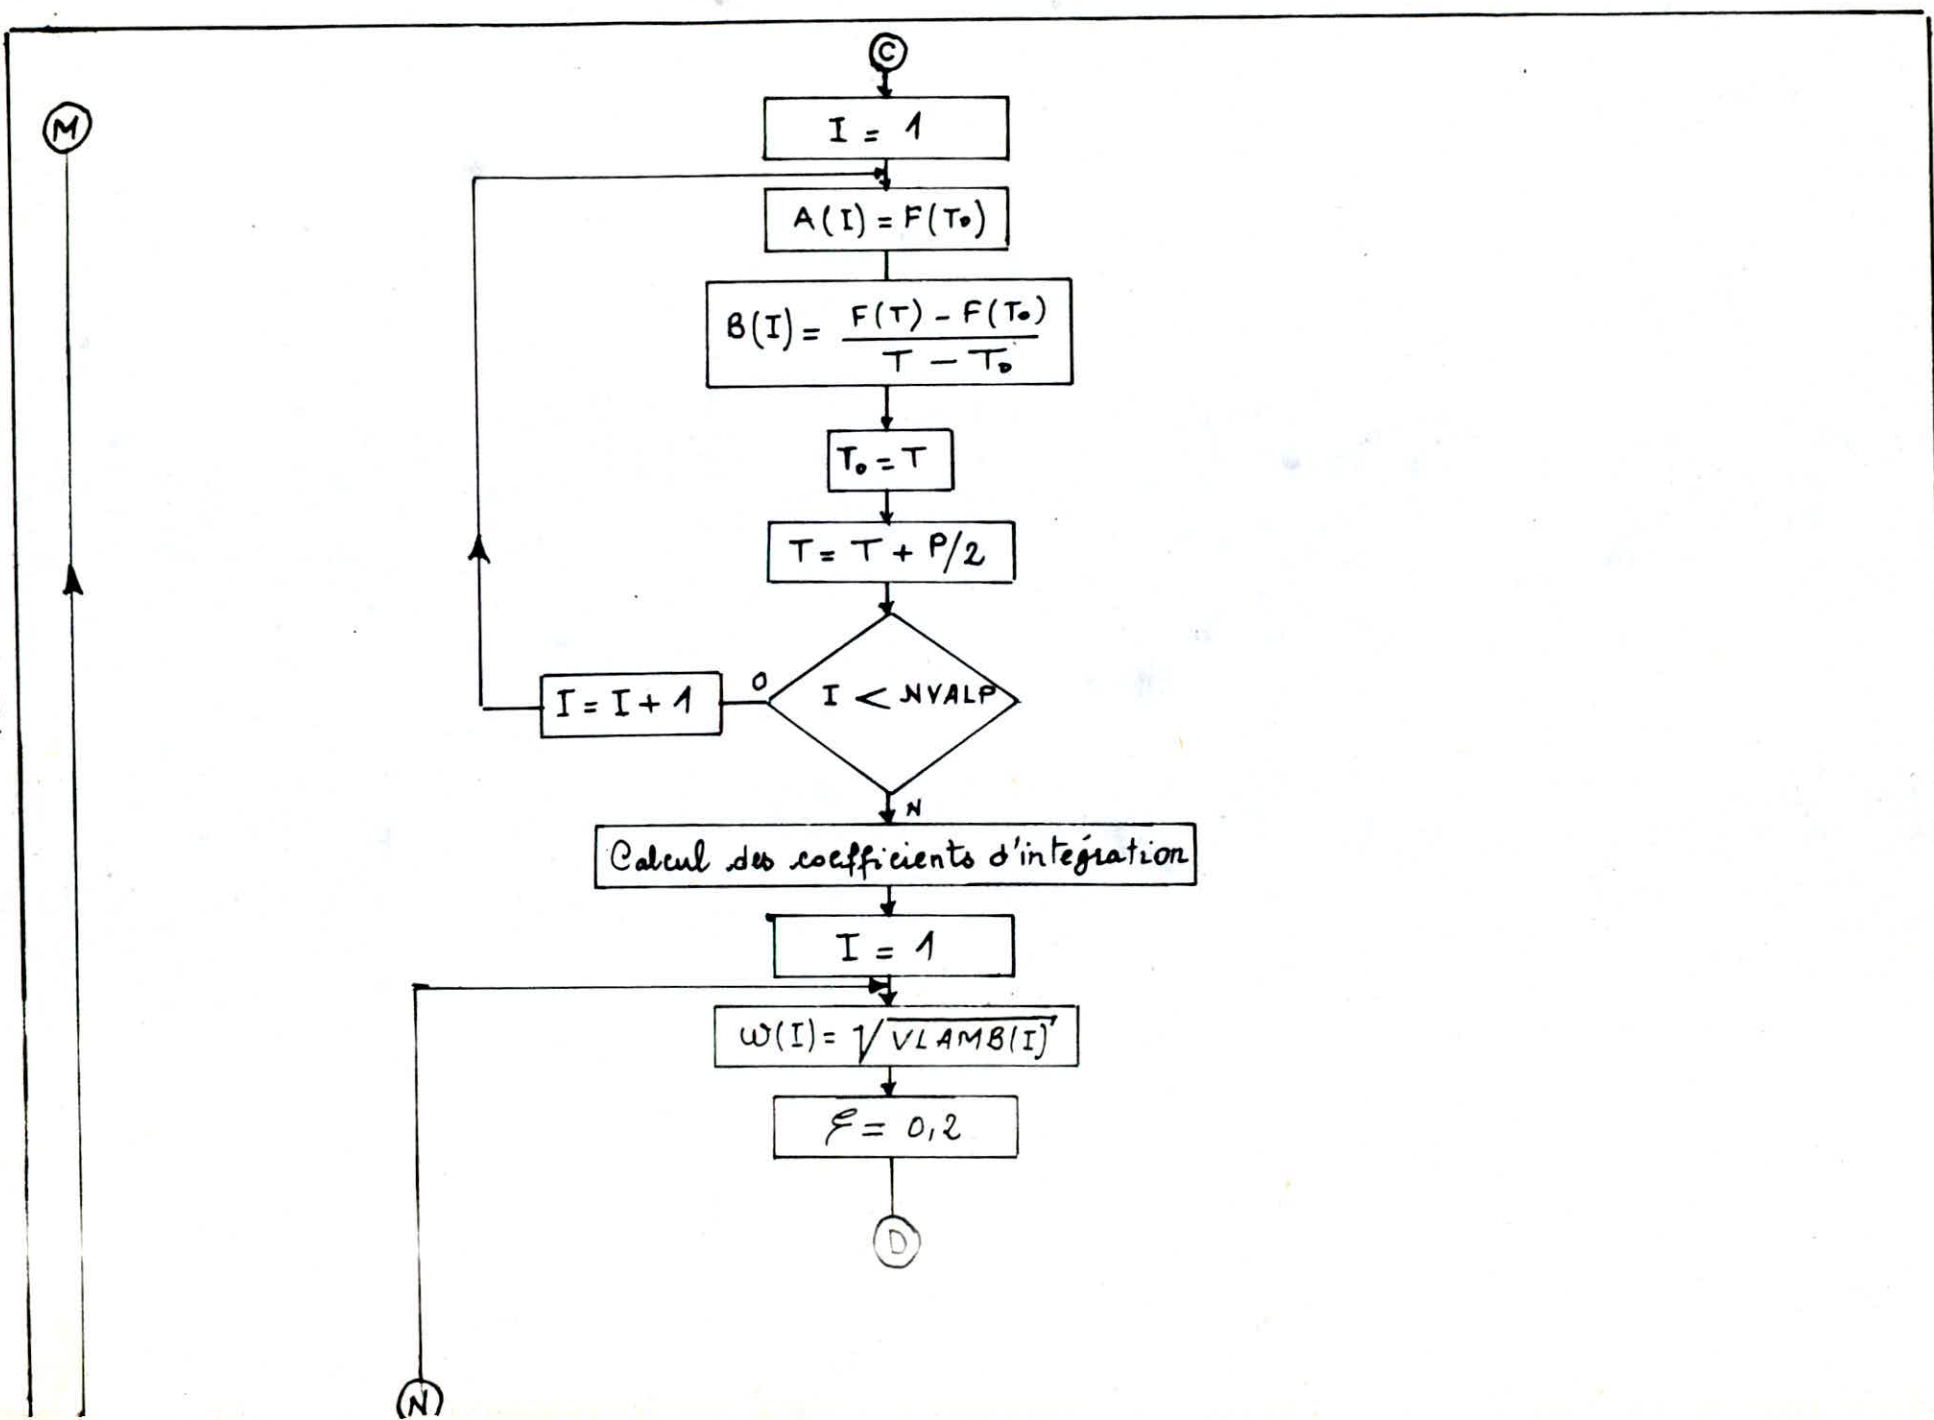 C
M
I = 1
A(I) = F(T₀)
B(I) = F(T) - F(T₀)
T - T₀
T₀ = T
T = T + P/2
I < NVALP
O
I = I + 1
N
Calcul des coefficients d'intégration
I = 1
ω(I) = √VLAMB(I)
ξ = 0,2
D
N